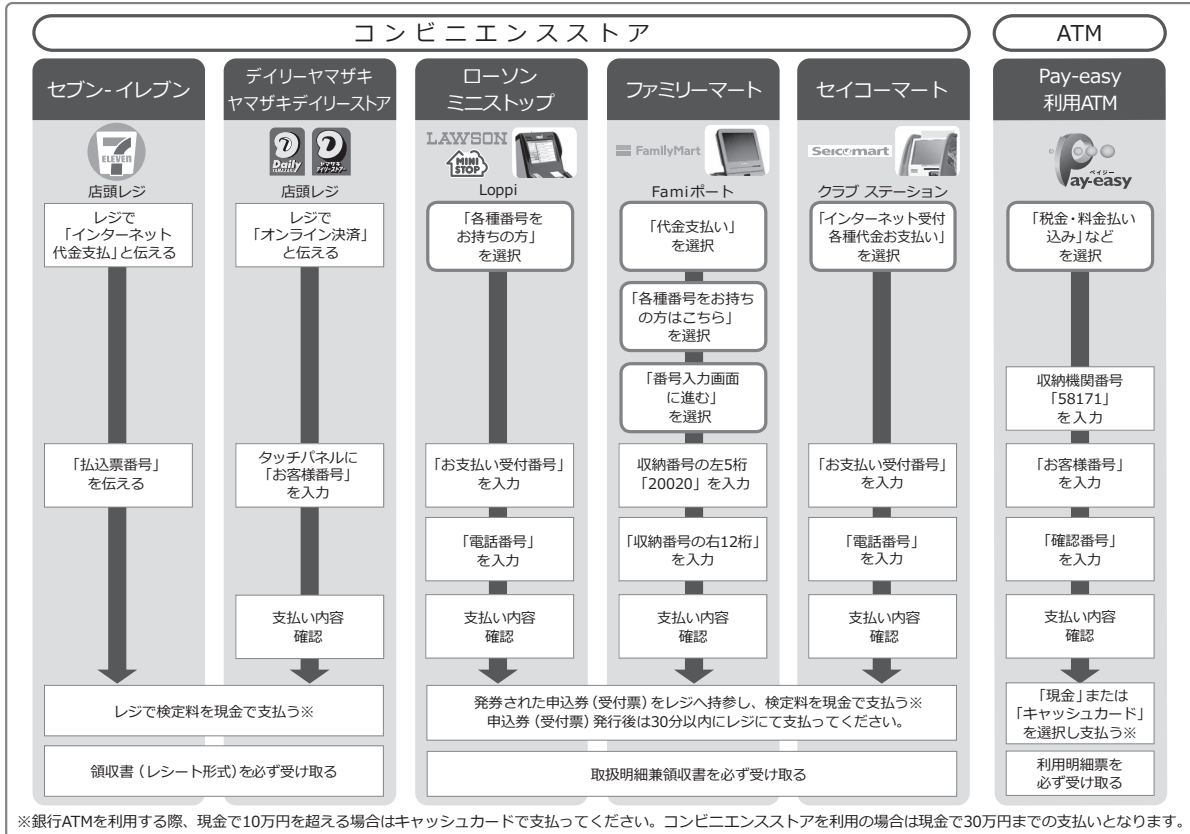 コンビニエンスストア
ATM
セブン-イレブン
デイリーヤマザキ
ヤマザキデイリーストア
ローソン
ミニストップ
ファミリーマート
セイコーマート
Pay-easy
利用ATM
7
ELEVEN
店頭レジ
レジで
「インターネット
代金支払」と伝える
「払込票番号」
を伝える
Daily
YAMAZAKI
ヤマザキ
デイリーストアー
店頭レジ
レジで
「オンライン決済」
と伝える
タッチパネルに
「お客様番号」
を入力
支払い内容
確認
LAWSON
MINI
STOP
Loppi
「各種番号を
お持ちの方」
を選択
「お支払い受付番号」
を入力
「電話番号」
を入力
支払い内容
確認
FamilyMart
Famiポート
「代金支払い」
を選択
「各種番号をお持ち
の方はこちら」
を選択
「番号入力画面
に進む」
を選択
収納番号の左5桁
「20020」を入力
「収納番号の右12桁」
を入力
支払い内容
確認
Seicomart
クラブ ステーション
「インターネット受付
各種代金お支払い」
を選択
「お支払い受付番号」
を入力
「電話番号」
を入力
支払い内容
確認
ペイジー
Pay-easy
「税金・料金払い
込み」など
を選択
収納機関番号
「58171」
を入力
「お客様番号」
を入力
「確認番号」
を入力
支払い内容
確認
レジで検定料を現金で支払う※
領収書（レシート形式）を必ず受け取る
発券された申込券（受付票）をレジへ持参し、検定料を現金で支払う※
申込券（受付票）発行後は30分以内にレジにて支払ってください。
取扱明細兼領収書を必ず受け取る
「現金」または
「キャッシュカード」
を選択し支払う※
利用明細票を
必ず受け取る
※銀行ATMを利用する際、現金で10万円を超える場合はキャッシュカードで支払ってください。コンビニエンスストアを利用の場合は現金で30万円までの支払いとなります。